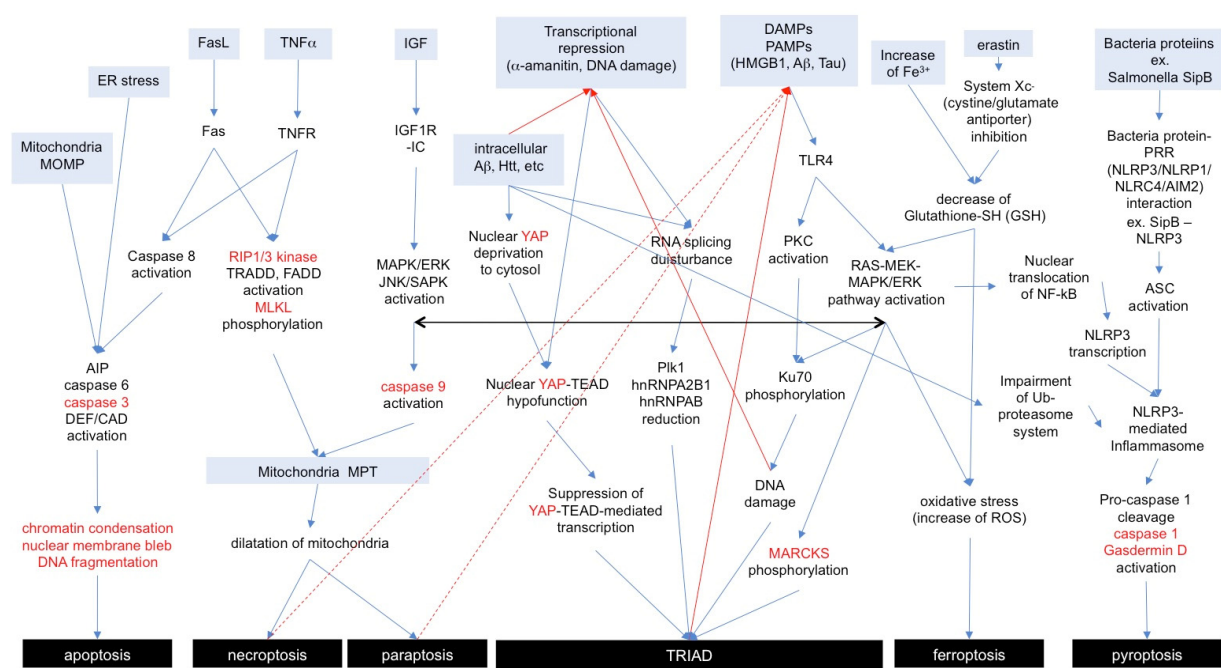 FasL
TNFα
IGF
Transcriptional
repression
(α-amanitin, DNA damage)
DAMPs
PAMPs
(HMGB1, Aβ, Tau)
Increase
of Fe³⁺
erastin
Bacteria proteiins
ex.
Salmonella SipB
ER stress
Mitochondria
MOMP
Fas
TNFR
IGF1R
-IC
intracellular
Aβ, Htt, etc
TLR4
System Xc-
(cystine/glutamate
antiporter)
inhibition
Bacteria protein-
PRR
(NLRP3/NLRP1/
NLRC4/AIM2)
interaction
ex. SipB –
NLRP3
decrease of
Glutathione-SH (GSH)
Caspase 8
activation
RIP1/3 kinase
TRADD, FADD
activation
MLKL
phosphorylation
MAPK/ERK
JNK/SAPK
activation
Nuclear YAP
deprivation
to cytosol
RNA splicing
duisturbance
PKC
activation
RAS-MEK-
MAPK/ERK
pathway activation
Nuclear
translocation
of NF-kB
ASC
activation
NLRP3
transcription
AIP
caspase 6
caspase 3
DEF/CAD
activation
caspase 9
activation
Nuclear YAP-TEAD
hypofunction
Plk1
hnRNPA2B1
hnRNPAB
reduction
Ku70
phosphorylation
Impairment
of Ub-
proteasome
system
NLRP3-
mediated
Inflammasome
Mitochondria MPT
Suppression of
YAP-TEAD-mediated
transcription
DNA
damage
oxidative stress
(increase of ROS)
Pro-caspase 1
cleavage
caspase 1
Gasdermin D
activation
chromatin condensation
nuclear membrane bleb
DNA fragmentation
dilatation of mitochondria
MARCKS
phosphorylation
apoptosis
necroptosis
paraptosis
TRIAD
ferroptosis
pyroptosis